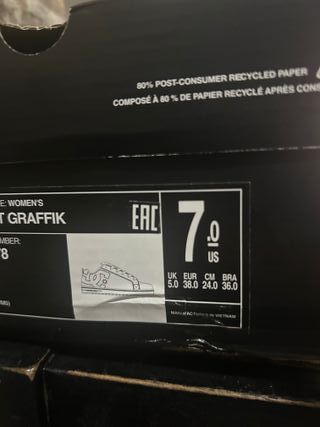 80% POST-CONSUMER RECYCLED PAPER
COMPOSÉ À 80 % DE PAPIER RECYCLÉ APRÈS CONS
E: WOMEN'S
T GRAFFIK
MBER:
78
EAC
7.0
US
UK EUR CM BRA
5.0 38.0 24.0 36.0
MANUFACTURED IN VIETNAM